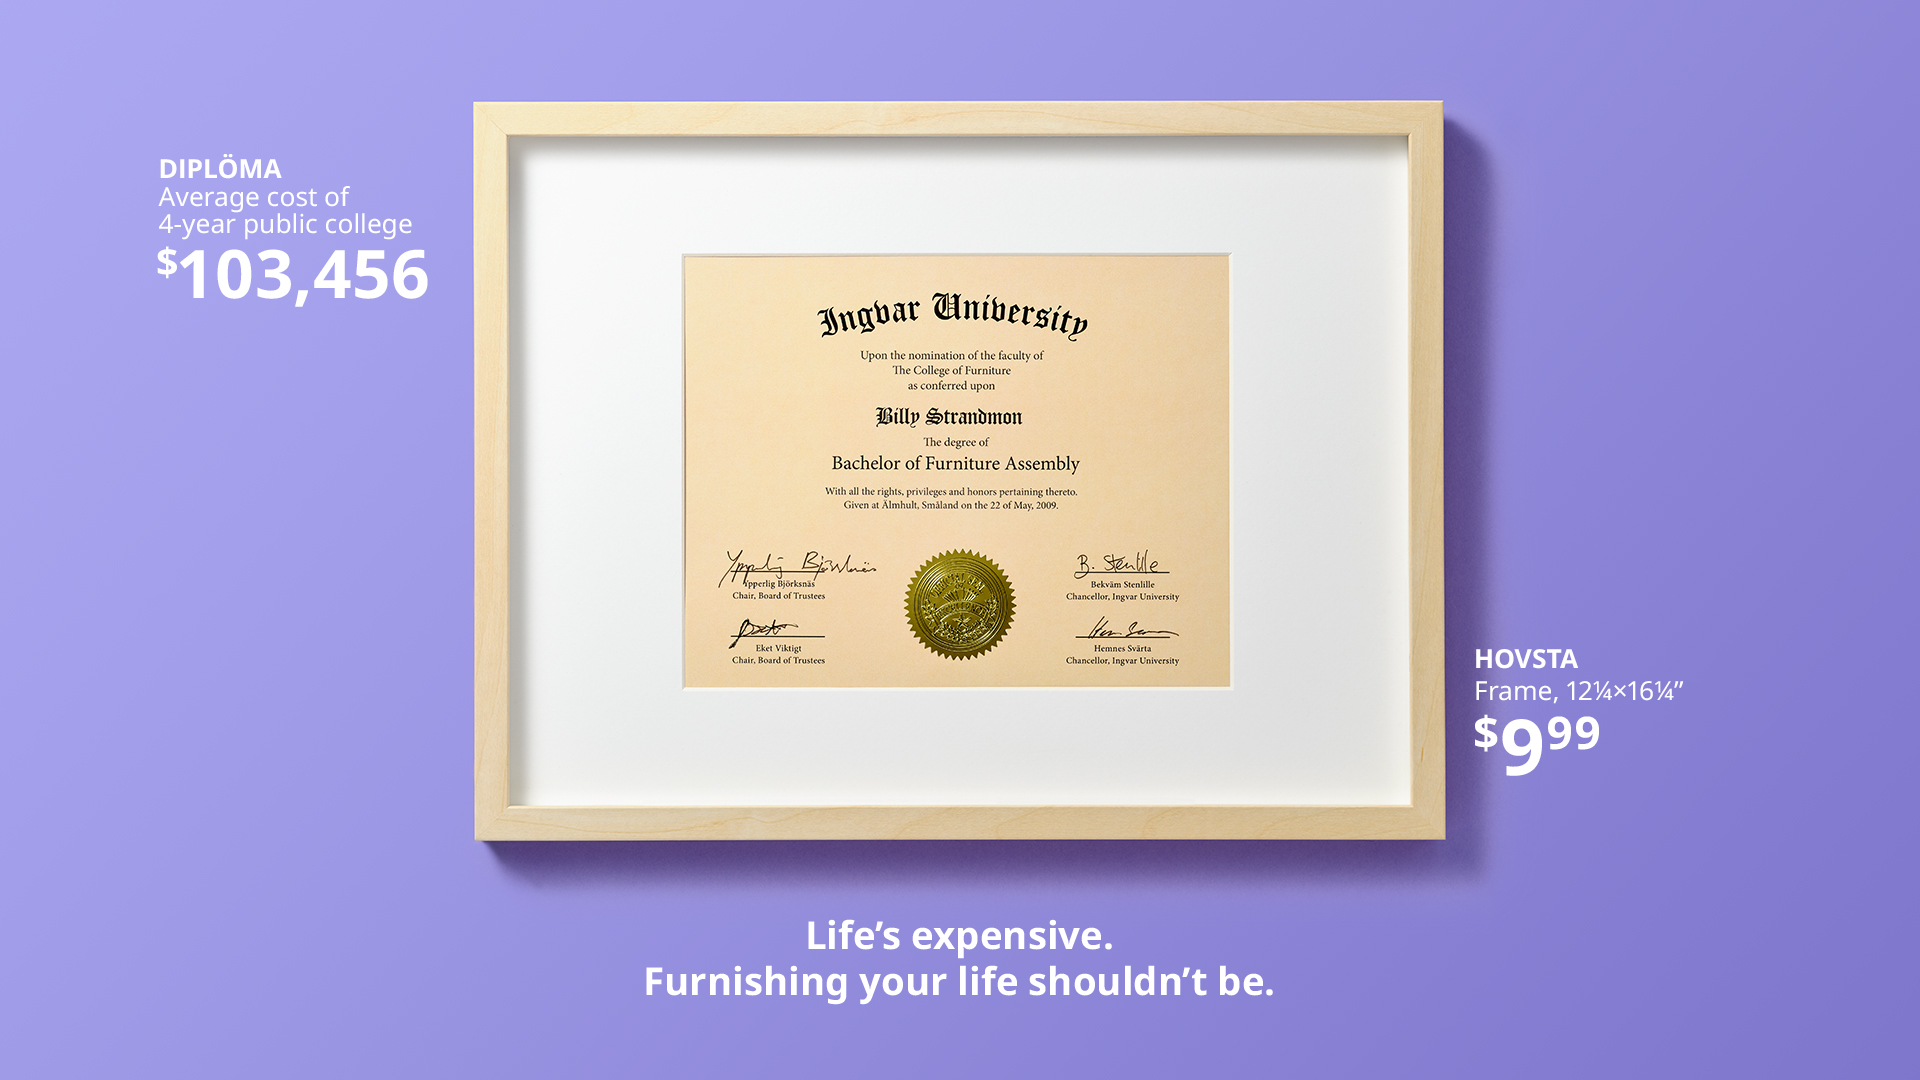 DIPLÖMA
Average cost of
4-year public college
$103,456
Ingvar University
Upon the nomination of the faculty of
The College of Furniture
as conferred upon
Billy Strandmon
The degree of
Bachelor of Furniture Assembly
With all the rights, privileges and honors pertaining thereto.
Given at Älmhult, Småland on the 22 of May, 2009.
Ypperlig Björksnäs
Ypperlig Björksnäs
Chair, Board of Trustees
B. Stenlille
Bekväm Stenlille
Chancellor, Ingvar University
Eket Viktigt
Chair, Board of Trustees
Hemnes Svärta
Chancellor, Ingvar University
OFFICIAL SEAL
HOVSTA
Frame, 12¼×16¼”
$999
Life’s expensive.
Furnishing your life shouldn’t be.